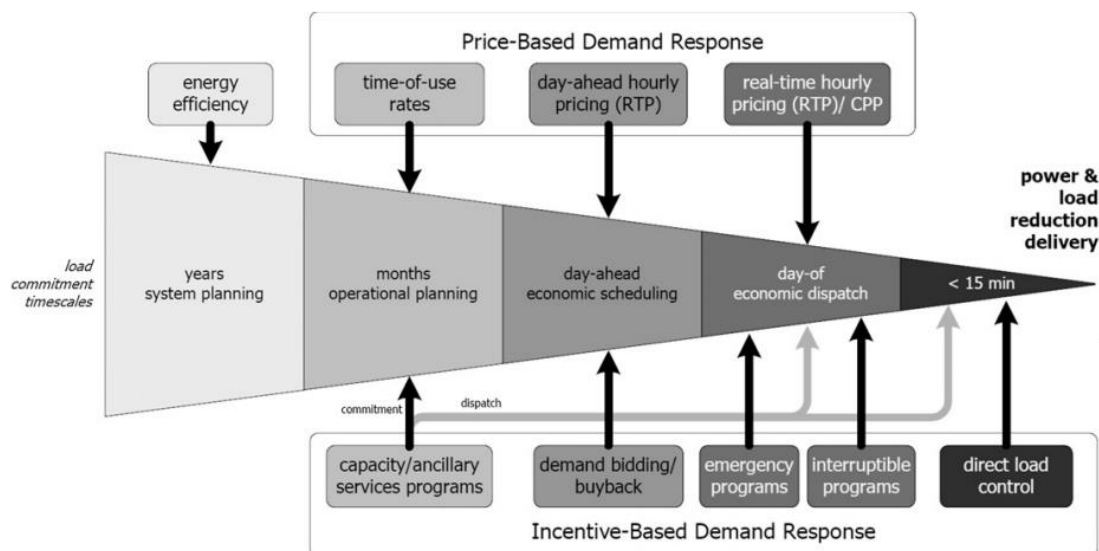 Price-Based Demand Response
energy
efficiency
time-of-use
rates
day-ahead hourly
pricing (RTP)
real-time hourly
pricing (RTP)/ CPP
power &
load
reduction
delivery
load
commitment
timescales
years
system planning
months
operational planning
day-ahead
economic scheduling
day-of
economic dispatch
< 15 min
commitment
dispatch
capacity/ancillary
services programs
demand bidding/
buyback
emergency
programs
interruptible
programs
direct load
control
Incentive-Based Demand Response